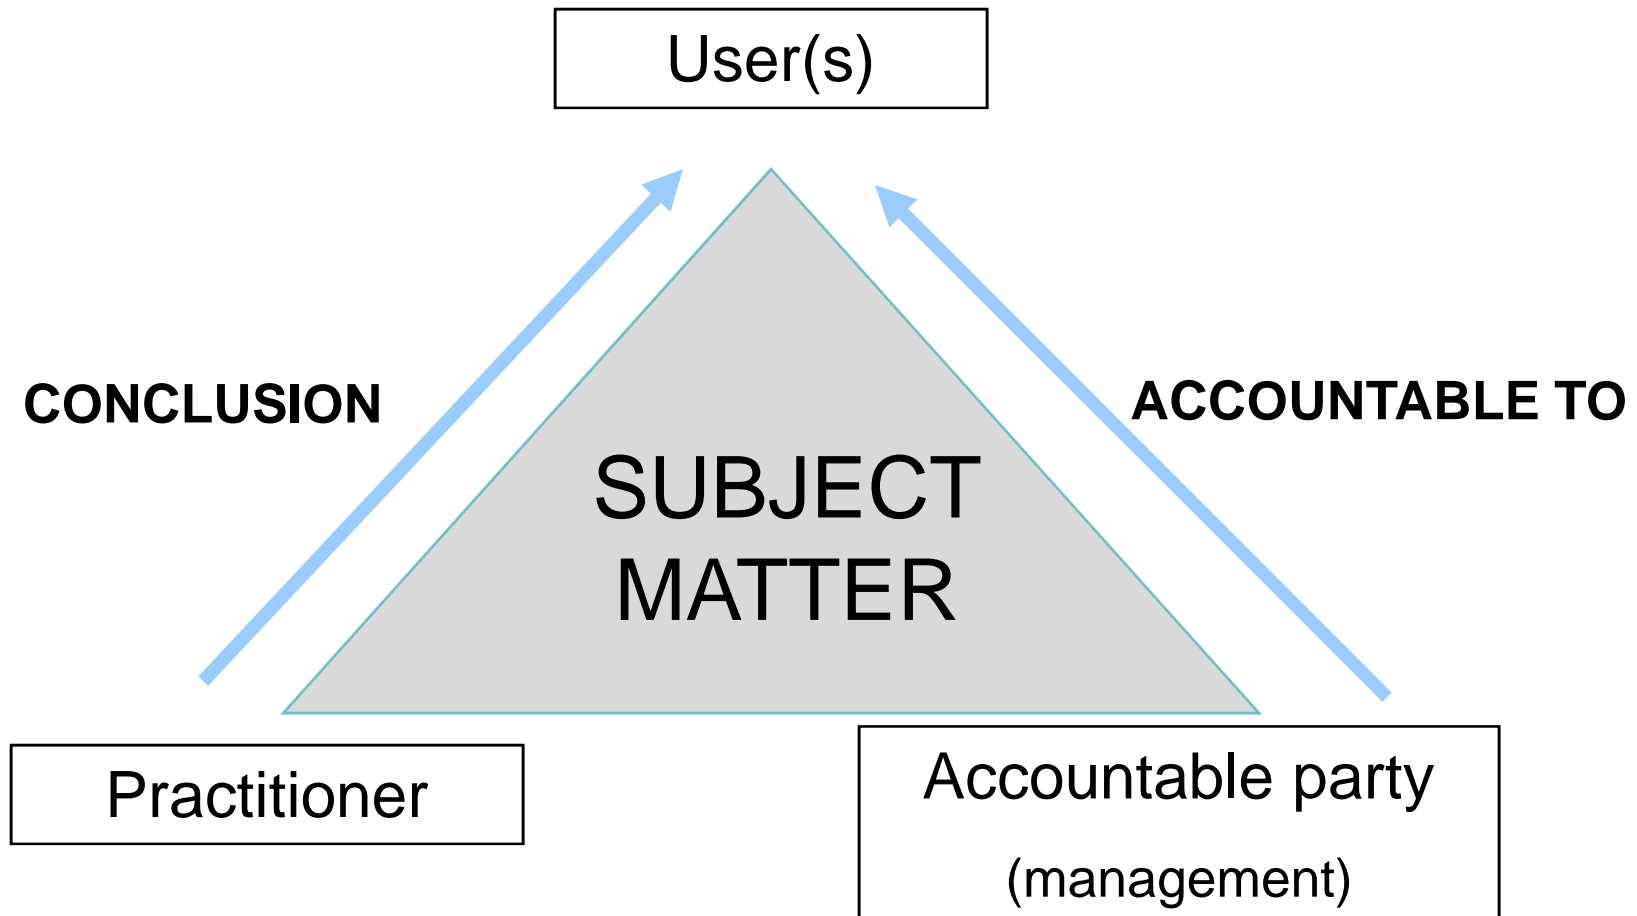 User(s)
CONCLUSION
ACCOUNTABLE TO
SUBJECT
MATTER
Practitioner
Accountable party
(management)